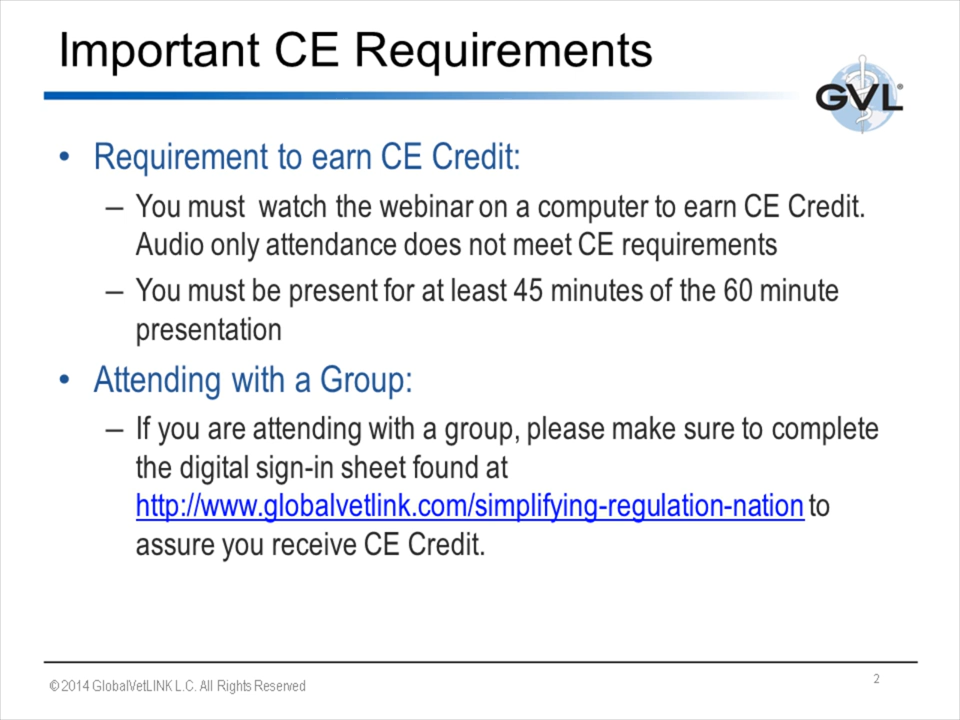 Important CE Requirements
GVL®
• Requirement to earn CE Credit:
– You must  watch the webinar on a computer to earn CE Credit.
Audio only attendance does not meet CE requirements
– You must be present for at least 45 minutes of the 60 minute
presentation
• Attending with a Group:
– If you are attending with a group, please make sure to complete
the digital sign-in sheet found at
http://www.globalvetlink.com/simplifying-regulation-nation to
assure you receive CE Credit.
© 2014 GlobalVetLINK L.C. All Rights Reserved
2